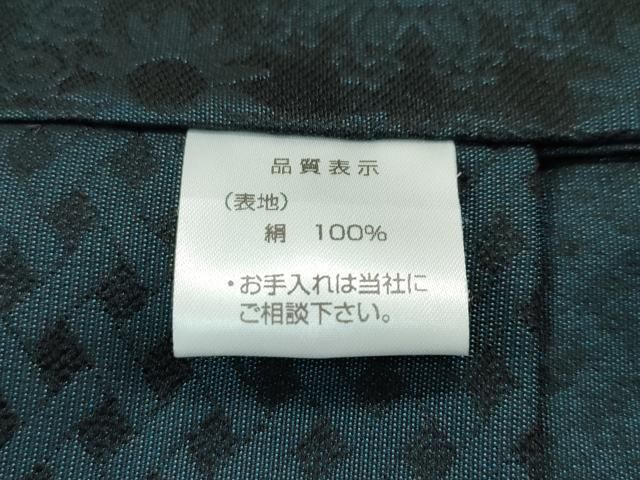 品質表示
（表地）
絹 100%
・お手入れは当社に
ご相談下さい。